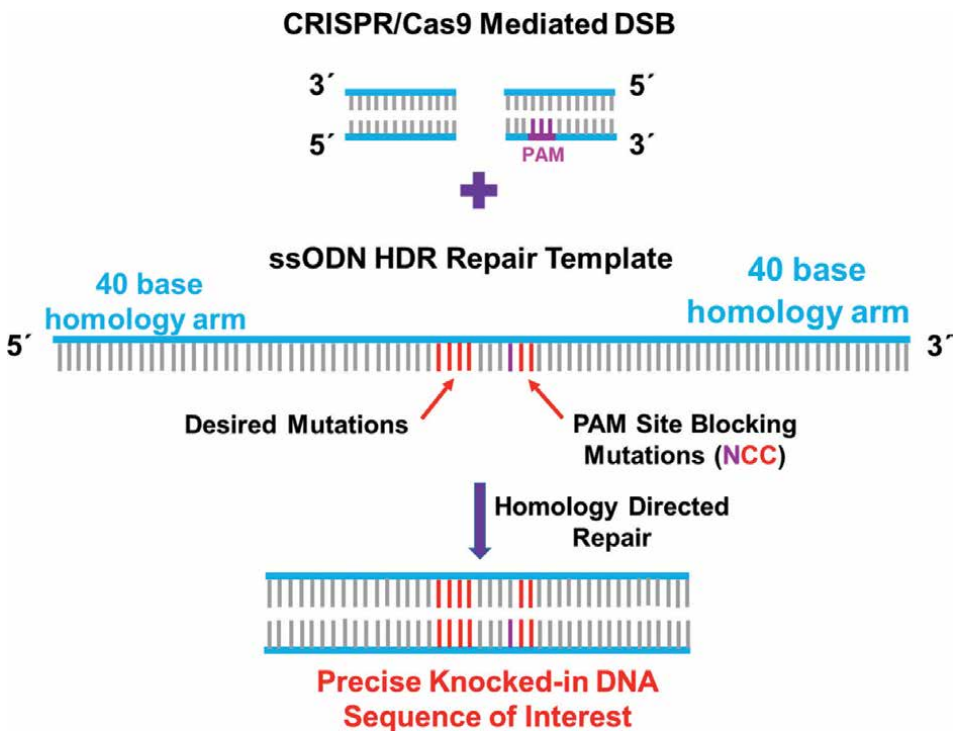 CRISPR/Cas9 Mediated DSB
3´ 5´
5´ 3´
PAM
ssODN HDR Repair Template
40 base
homology arm
40 base
homology arm
5´ 3´
Desired Mutations
PAM Site Blocking
Mutations (NCC)
Homology Directed
Repair
Precise Knocked-in DNA
Sequence of Interest